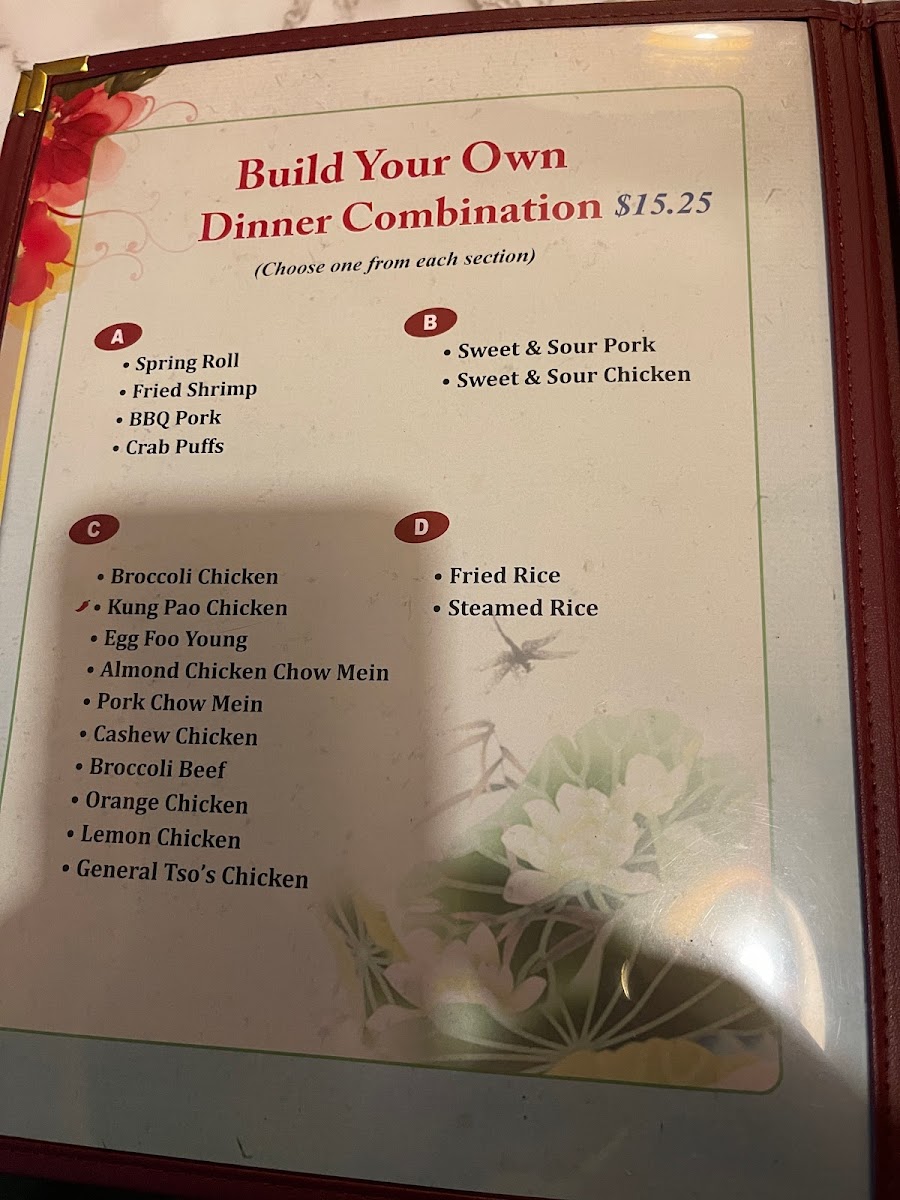 Build Your Own
Dinner Combination $15.25
(Choose one from each section)
A
• Spring Roll
• Fried Shrimp
• BBQ Pork
• Crab Puffs
B
• Sweet & Sour Pork
• Sweet & Sour Chicken
C
• Broccoli Chicken
• Kung Pao Chicken
• Egg Foo Young
• Almond Chicken Chow Mein
• Pork Chow Mein
• Cashew Chicken
• Broccoli Beef
• Orange Chicken
• Lemon Chicken
• General Tso's Chicken
D
• Fried Rice
• Steamed Rice